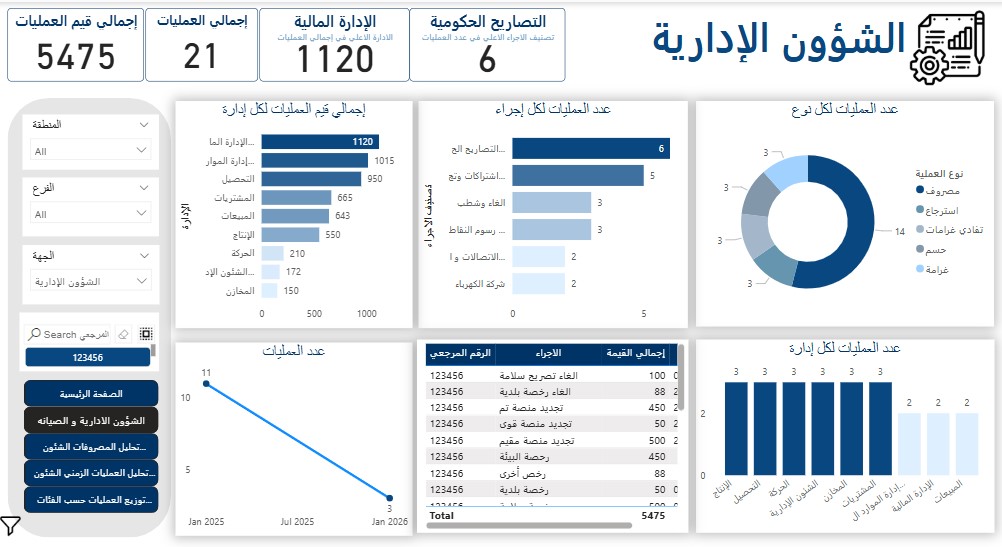 الشؤون الإدارية
التصاريح الحكومية
تصنيف الاجراء الاعلي في عدد العمليات
6
الإدارة المالية
الادارة الاعلي في إجمالي العمليات
1120
إجمالي العمليات
21
إجمالي قيم العمليات
5475
عدد العمليات لكل نوع
3
3
3
3
14
نوع العملية
مصروف
استرجاع
تفادي غرامات
حسم
غرامة
عدد العمليات لكل إجراء
تصنيف الاجراء
التصاريح الح...
6
اشتراكات وتج...
5
الغاء وشطب
3
رسوم النقاط ...
3
الاتصالات و ا...
2
شركة الكهرباء
2
0
5
إجمالي قيم العمليات لكل إدارة
الإدارة
الإدارة الما...
1120
إدارة الموار...
1015
التحصيل
950
المشتريات
665
المبيعات
643
الإنتاج
550
الحركة
210
الشئون الإد...
172
المخازن
150
0
500
1000
المنطقة
All
الفرع
All
الجهة
الشؤون الإدارية
Search المرجعي
123456
الصفحة الرئيسية
الشؤون الادارية و الصيانه
تحليل المصروفات الشئون...
تحليل العمليات الزمني الشئون...
توزيع العمليات حسب الفئات...
عدد العمليات لكل إدارة
3
3
3
3
3
3
2
2
2
2
0
الإنتاج
التحصيل
الحركة
الشئون الإدارية
المخازن
المشتريات
إدارة الموارد ال...
الإدارة المالية
المبيعات
الرقم المرجعي الاجراء إجمالي القيمة
123456 الغاء تصريح سلامة 100
123456 الغاء رخصة بلدية 88
123456 تجديد منصة تم 450
123456 تجديد منصة قوى 50
123456 تجديد منصة مقيم 500
123456 رخصة البيئة 450
123456 رخص أخرى 88
123456 رخصة بلدية 50
Total 5475
عدد العمليات
11
10
5
3
Jan 2025
Jul 2025
Jan 2026